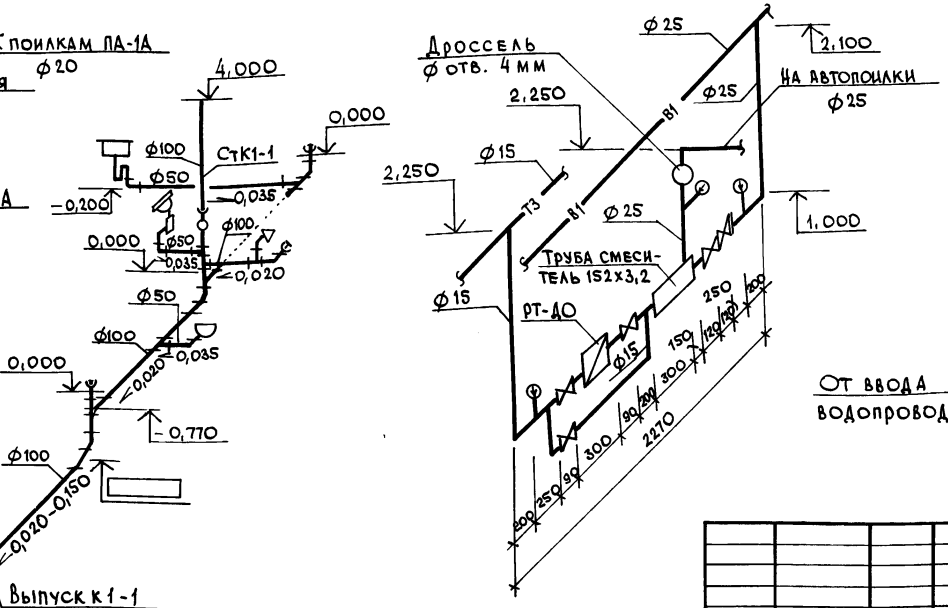 К ПОИЛКАМ ПА-1А
ϕ20
Я
А
4,000
0,000
ϕ100
СтК1-1
ϕ50
0,035
-0,200
ϕ50
0,035
ϕ100
0,020
0,000
ϕ50
ϕ100
0,035
0,020
0,000
-0,770
ϕ100
0,020-0,150
Выпуск К1-1
Дроссель
ϕ отв. 4 мм
ϕ25
2,100
2,250
ϕ25
На автопоилки
ϕ25
В1
ϕ15
2,250
Т3
В1
ϕ25
1,000
Труба смеси-
тель 152х3,2
ϕ15
РТ-ДО
ϕ15
200
250
90
300
90
200
300
150
120
120
250
200
2270
От ввода
водопровод